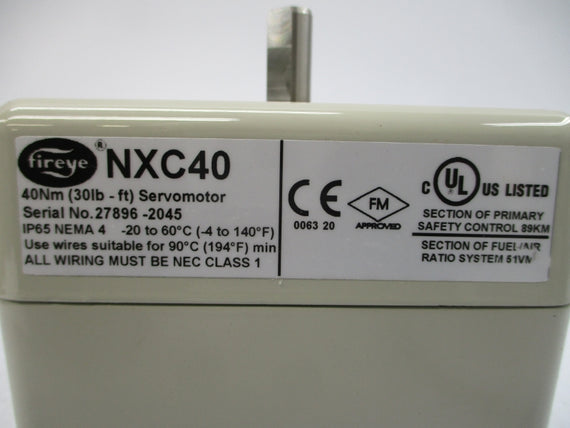 fireye® NXC40
40Nm (30lb - ft) Servomotor
Serial No.27896 -2045
IP65 NEMA 4 -20 to 60°C (-4 to 140°F)
Use wires suitable for 90°C (194°F) min
ALL WIRING MUST BE NEC CLASS 1
CE
0063 20
FM
APPROVED
C UL US LISTED
SECTION OF PRIMARY
SAFETY CONTROL 89KM
SECTION OF FUEL/AIR
RATIO SYSTEM 51VM